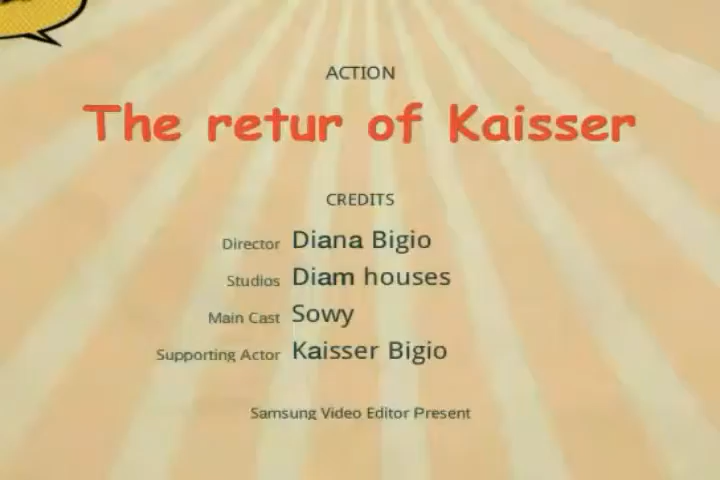 ACTION
The retur of Kaisser
CREDITS
Director Diana Bigio
Studios Diam houses
Main Cast Sowy
Supporting Actor Kaisser Bigio
Samsung Video Editor Present